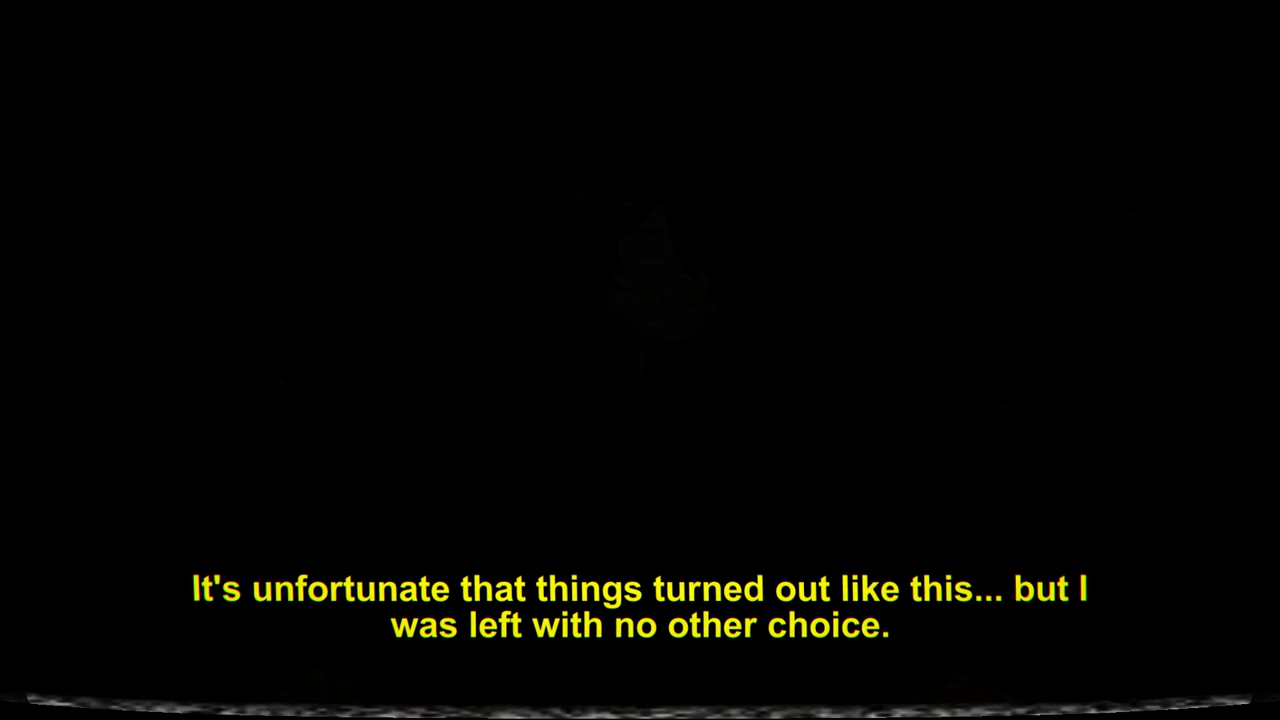 It's unfortunate that things turned out like this... but I
was left with no other choice.